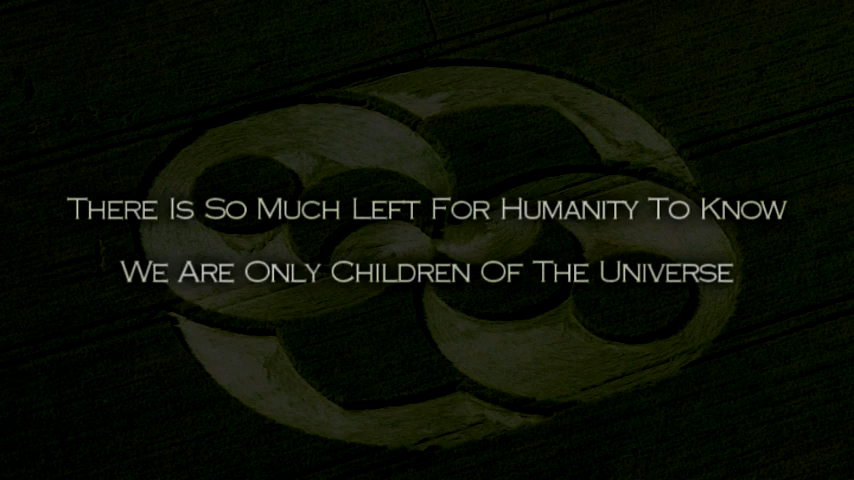 There Is So Much Left For Humanity To Know
We Are Only Children Of The Universe